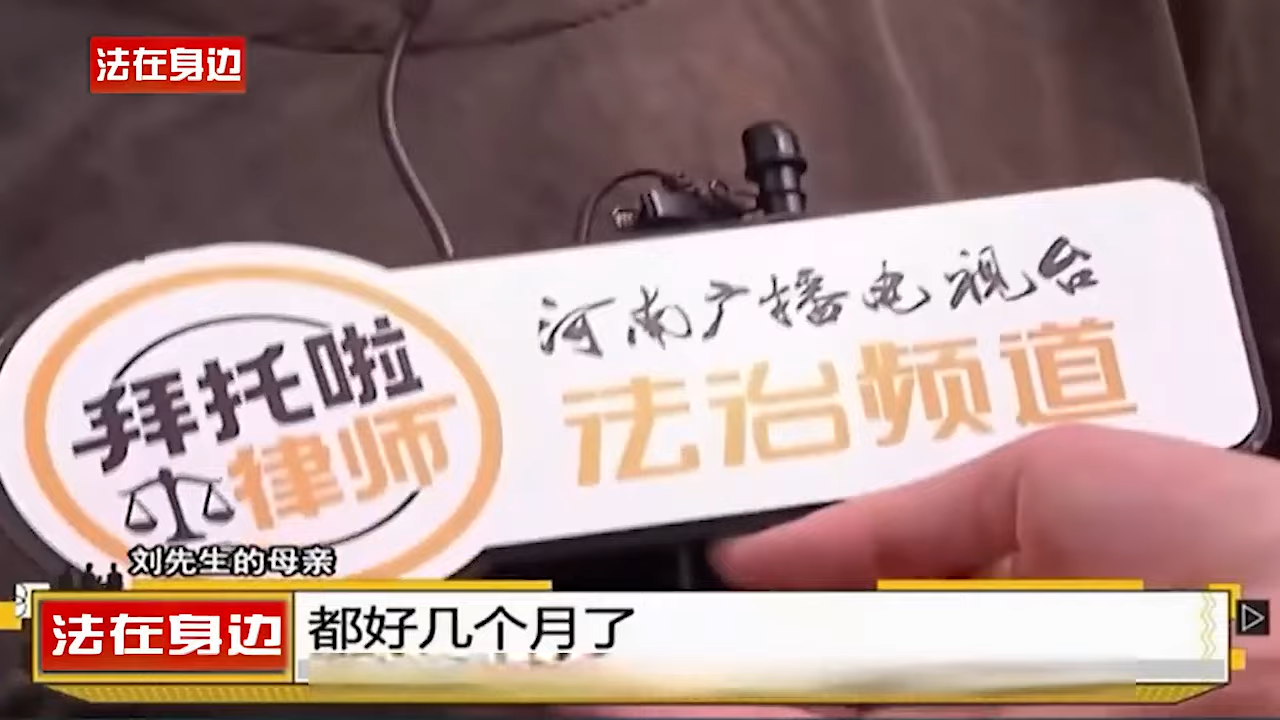 法在身边
河南广播电视台
法治频道
拜托啦
律师
刘先生的母亲
法在身边
都好几个月了